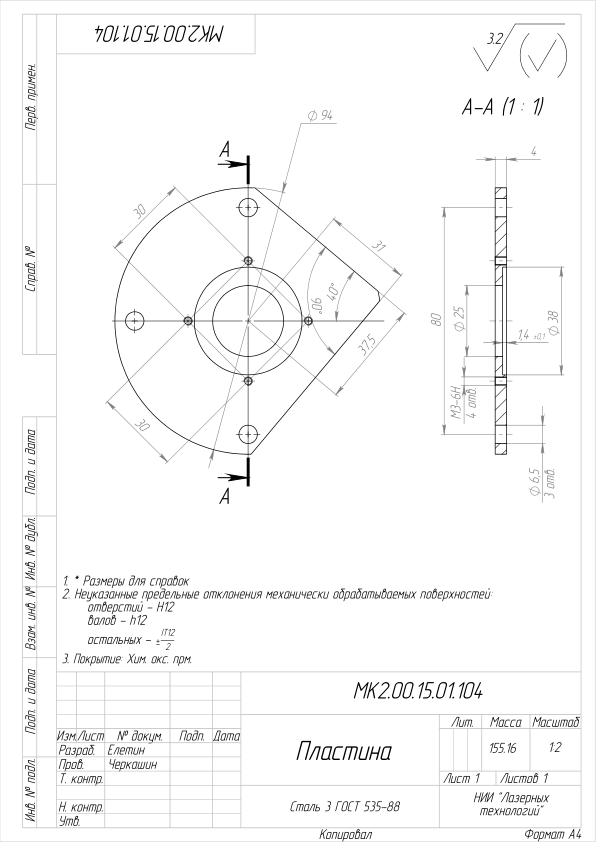 МК2.00.15.01.104
3.2
А-А (1 : 1)
Перв. примен.
Справ. №
Подп. и дата
Инв. № дубл.
Взам. инв. №
Подп. и дата
Инв. № подл.
А
Ø 94
30
31
90°
40°
37,5
30
А
4
80
Ø 25
1,4 ±0,1
Ø 38
М3-6Н
4 отв.
Ø 6,5
3 отв.
1. * Размеры для справок
2. Неуказанные предельные отклонения механически обрабатываемых поверхностей:
отверстий - Н12
валов - h12
остальных - ± IT12/2
3. Покрытие: Хим. окс. прм.
МК2.00.15.01.104
Изм. Лист № докум. Подп. Дата
Разраб. Елетин
Пров. Черкашин
Т. контр.
Н. контр.
Утв.
Пластина
Лит. Масса Масштаб
155.16 1:2
Лист 1 Листов 1
Сталь 3 ГОСТ 535-88
НИИ "Лазерных
технологий"
Копировал Формат А4